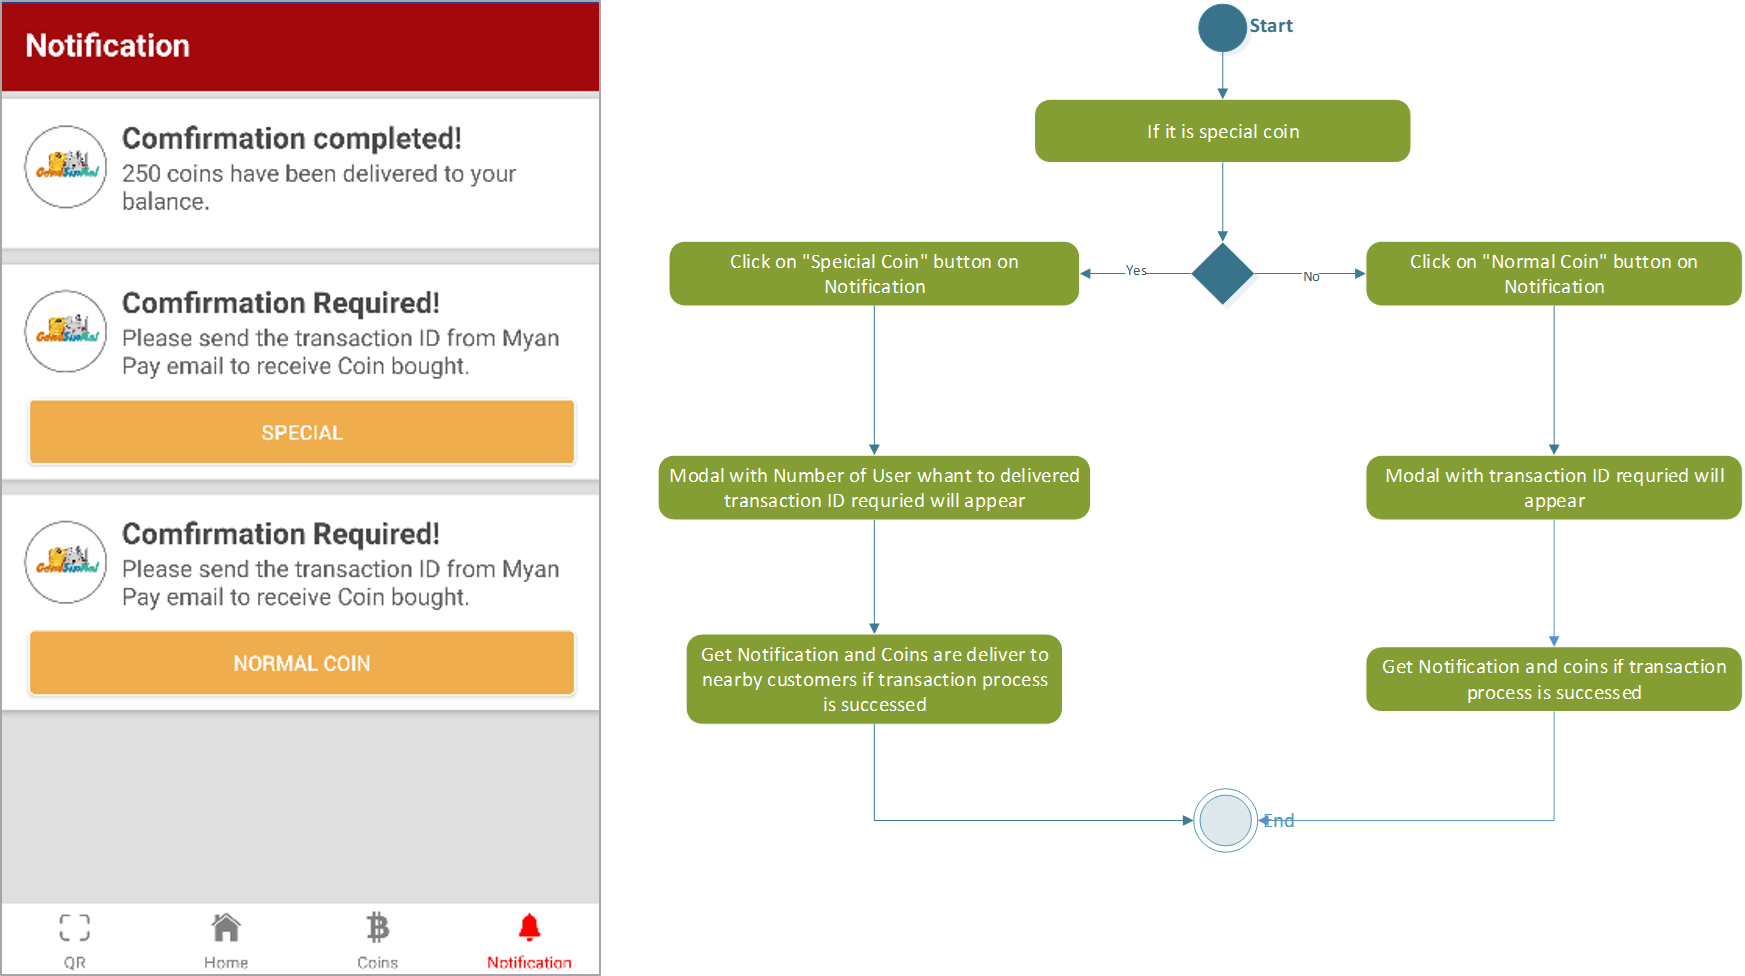 Notification
Comfirmation completed!
250 coins have been delivered to your
balance.
Comfirmation Required!
Please send the transaction ID from Myan
Pay email to receive Coin bought.
SPECIAL
Comfirmation Required!
Please send the transaction ID from Myan
Pay email to receive Coin bought.
NORMAL COIN
QR
Home
Coins
Notification
Start
If it is special coin
Yes
No
Click on "Speicial Coin" button on
Notification
Click on "Normal Coin" button on
Notification
Modal with Number of User whant to delivered
transaction ID requried will appear
Modal with transaction ID requried will
appear
Get Notification and Coins are deliver to
nearby customers if transaction process
is successed
Get Notification and coins if transaction
process is successed
End